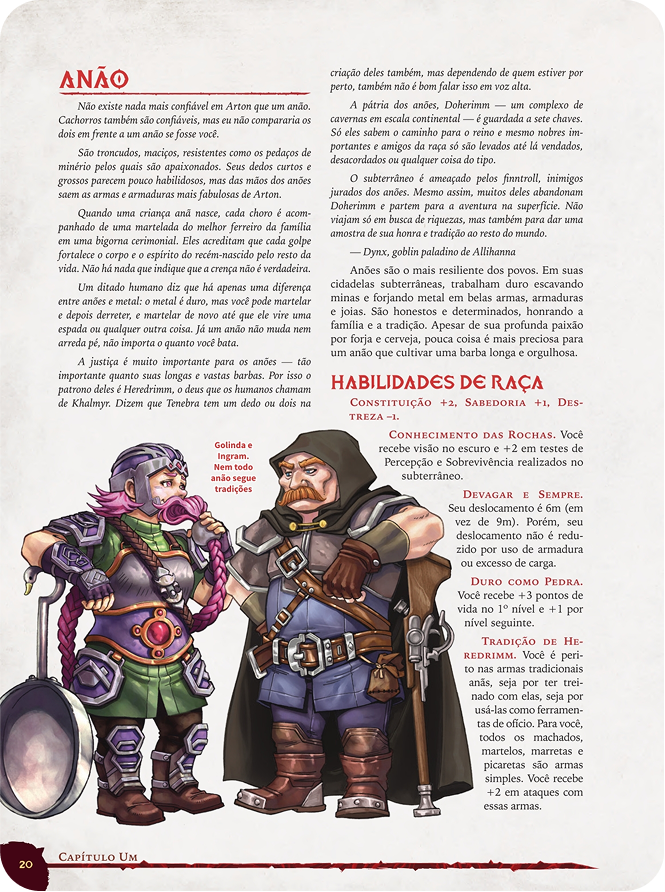 ANÃO
Não existe nada mais confiável em Arton que um anão.
Cachorros também são confiáveis, mas eu não compararia os
dois em frente a um anão se fosse você.
São troncudos, maciços, resistentes como os pedaços de
minério pelos quais são apaixonados. Seus dedos curtos e
grossos parecem pouco habilidosos, mas das mãos dos anões
saem as armas e armaduras mais fabulosas de Arton.
Quando uma criança anã nasce, cada choro é acom-
panhado de uma martelada do melhor ferreiro da família
em uma bigorna cerimonial. Eles acreditam que cada golpe
fortalece o corpo e o espírito do recém-nascido pelo resto da
vida. Não há nada que indique que a crença não é verdadeira.
Um ditado humano diz que há apenas uma diferença
entre anões e metal: o metal é duro, mas você pode martelar
e depois derreter, e martelar de novo até que ele vire uma
espada ou qualquer outra coisa. Já um anão não muda nem
arreda pé, não importa o quanto você bata.
A justiça é muito importante para os anões — tão
importante quanto suas longas e vastas barbas. Por isso o
patrono deles é Heredrimm, o deus que os humanos chamam
de Khalmyr. Dizem que Tenebra tem um dedo ou dois na
criação deles também, mas dependendo de quem estiver por
perto, também não é bom falar isso em voz alta.
A pátria dos anões, Doherimm — um complexo de
cavernas em escala continental — é guardada a sete chaves.
Só eles sabem o caminho para o reino e mesmo nobres im-
portantes e amigos da raça só são levados até lá vendados,
desacordados ou qualquer coisa do tipo.
O subterrâneo é ameaçado pelos finntroll, inimigos
jurados dos anões. Mesmo assim, muitos deles abandonam
Doherimm e partem para a aventura na superfície. Não
viajam só em busca de riquezas, mas também para dar uma
amostra de sua honra e tradição ao resto do mundo.
— Dynx, goblin paladino de Allihanna
Anões são o mais resiliente dos povos. Em suas
cidadelas subterrâneas, trabalham duro escavando
minas e forjando metal em belas armas, armaduras
e joias. São honestos e determinados, honrando a
família e a tradição. Apesar de sua profunda paixão
por forja e cerveja, pouca coisa é mais preciosa para
um anão que cultivar uma barba longa e orgulhosa.
HABILIDADES DE RAÇA
Constituição +2, Sabedoria +1, Des-
treza –1.
Conhecimento das Rochas. Você
recebe visão no escuro e +2 em testes de
Percepção e Sobrevivência realizados no
subterrâneo.
Devagar e Sempre.
Seu deslocamento é 6m (em
vez de 9m). Porém, seu
deslocamento não é redu-
zido por uso de armadura
ou excesso de carga.
Duro como Pedra.
Você recebe +3 pontos de
vida no 1º nível e +1 por
nível seguinte.
Tradição de He-
redrimm. Você é peri-
to nas armas tradicionais
anãs, seja por ter trei-
nado com elas, seja por
usá-las como ferramen-
tas de ofício. Para você,
todos os machados,
martelos, marretas e
picaretas são armas
simples. Você recebe
+2 em ataques com
essas armas.
Golinda e
Ingram.
Nem todo
anão segue
tradições
20
Capítulo Um